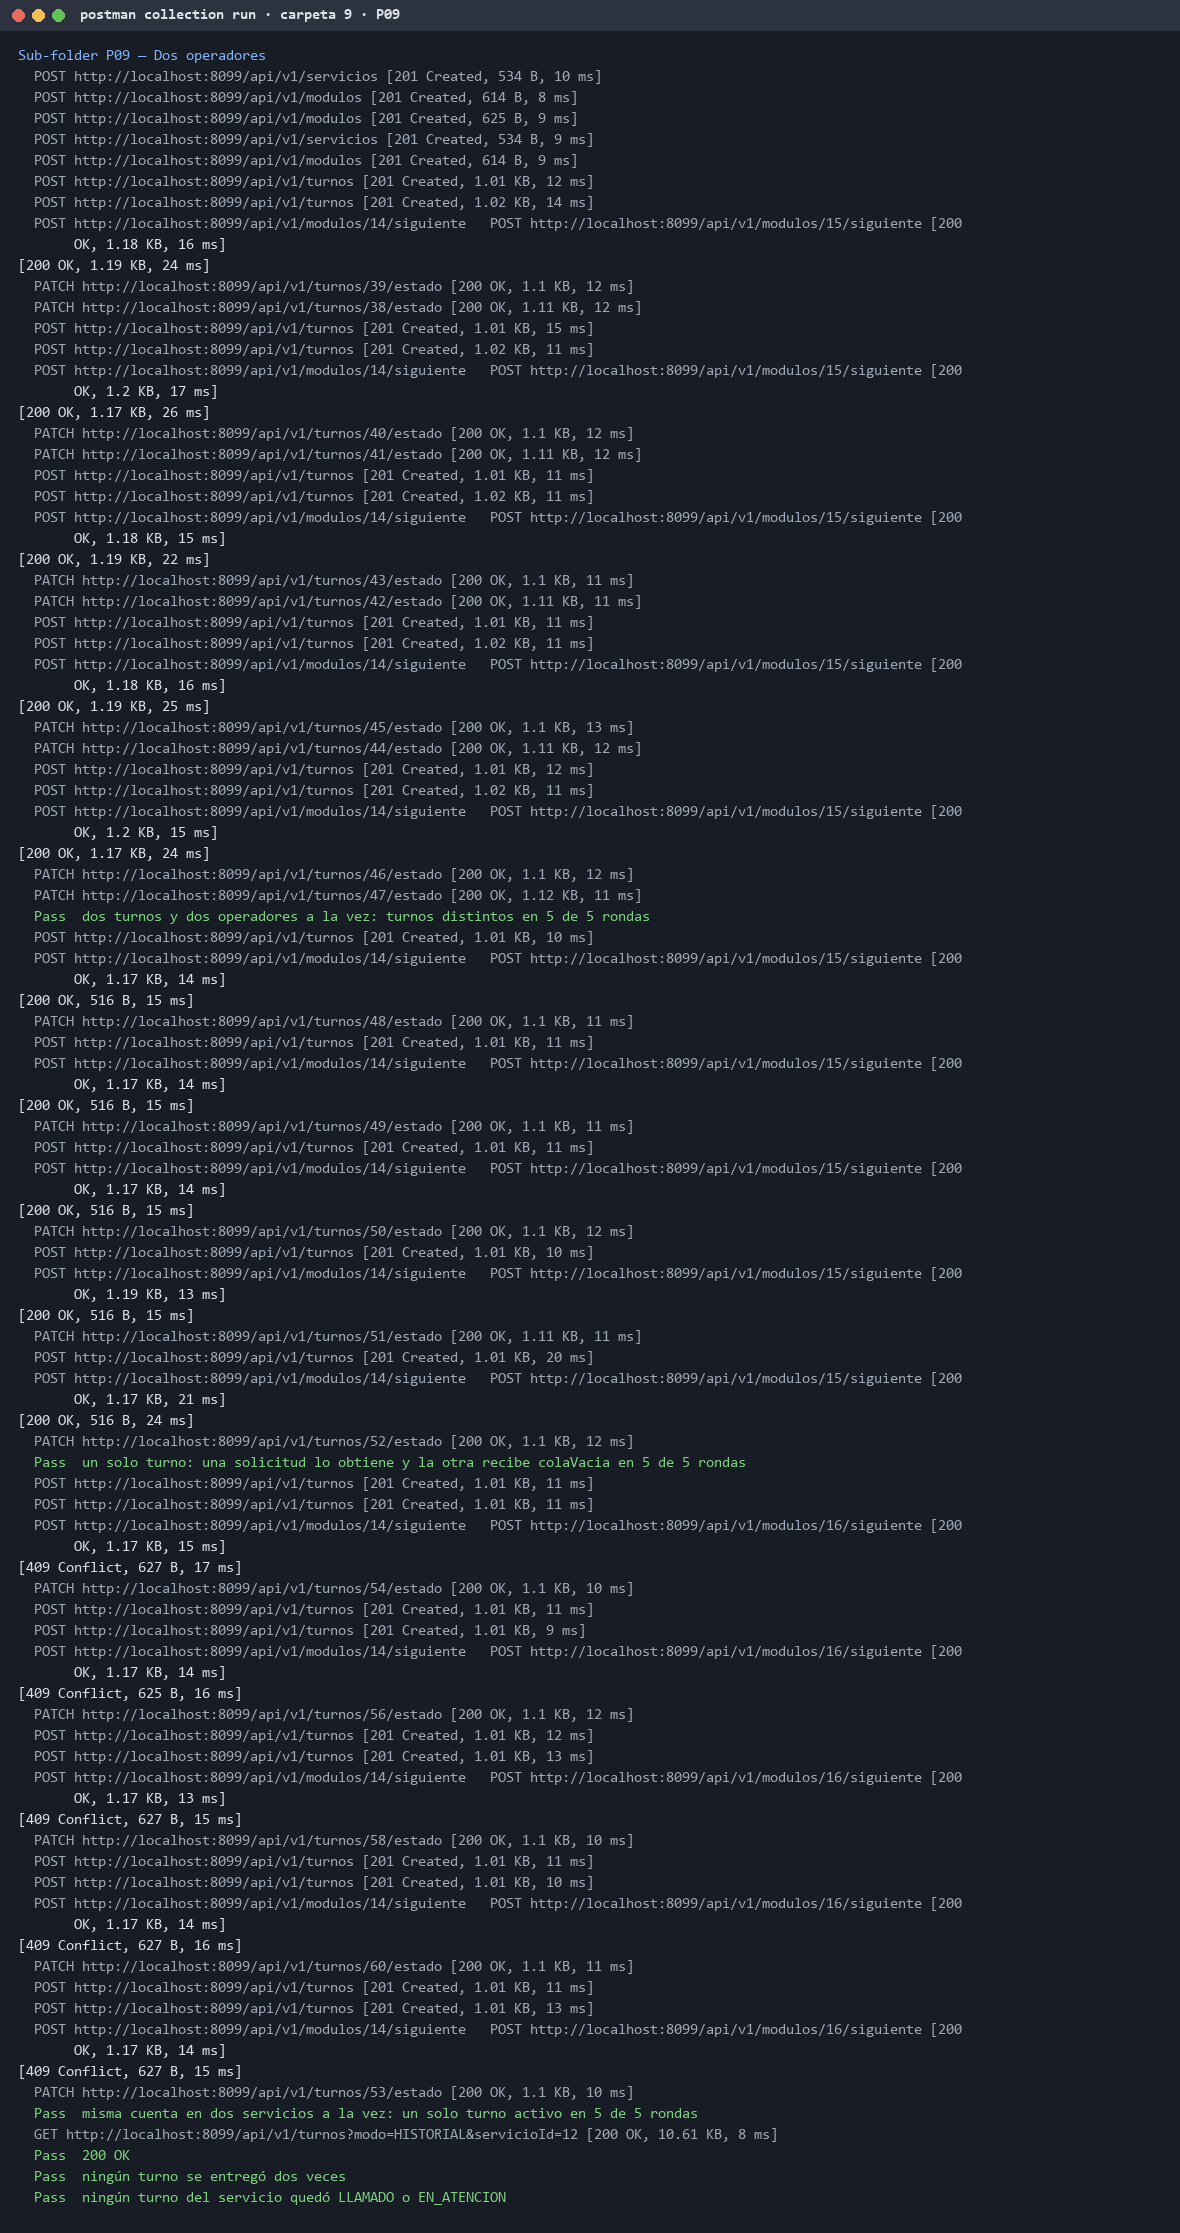 postman collection run · carpeta 9 · P09
Sub-folder P09 — Dos operadores
POST http://localhost:8099/api/v1/servicios [201 Created, 534 B, 10 ms]
POST http://localhost:8099/api/v1/modulos [201 Created, 614 B, 8 ms]
POST http://localhost:8099/api/v1/modulos [201 Created, 625 B, 9 ms]
POST http://localhost:8099/api/v1/servicios [201 Created, 534 B, 9 ms]
POST http://localhost:8099/api/v1/modulos [201 Created, 614 B, 9 ms]
POST http://localhost:8099/api/v1/turnos [201 Created, 1.01 KB, 12 ms]
POST http://localhost:8099/api/v1/turnos [201 Created, 1.02 KB, 14 ms]
POST http://localhost:8099/api/v1/modulos/14/siguiente   POST http://localhost:8099/api/v1/modulos/15/siguiente [200
OK, 1.18 KB, 16 ms]
[200 OK, 1.19 KB, 24 ms]
PATCH http://localhost:8099/api/v1/turnos/39/estado [200 OK, 1.1 KB, 12 ms]
PATCH http://localhost:8099/api/v1/turnos/38/estado [200 OK, 1.11 KB, 12 ms]
POST http://localhost:8099/api/v1/turnos [201 Created, 1.01 KB, 15 ms]
POST http://localhost:8099/api/v1/turnos [201 Created, 1.02 KB, 11 ms]
POST http://localhost:8099/api/v1/modulos/14/siguiente   POST http://localhost:8099/api/v1/modulos/15/siguiente [200
OK, 1.2 KB, 17 ms]
[200 OK, 1.17 KB, 26 ms]
PATCH http://localhost:8099/api/v1/turnos/40/estado [200 OK, 1.1 KB, 12 ms]
PATCH http://localhost:8099/api/v1/turnos/41/estado [200 OK, 1.11 KB, 12 ms]
POST http://localhost:8099/api/v1/turnos [201 Created, 1.01 KB, 11 ms]
POST http://localhost:8099/api/v1/turnos [201 Created, 1.02 KB, 11 ms]
POST http://localhost:8099/api/v1/modulos/14/siguiente   POST http://localhost:8099/api/v1/modulos/15/siguiente [200
OK, 1.18 KB, 15 ms]
[200 OK, 1.19 KB, 22 ms]
PATCH http://localhost:8099/api/v1/turnos/43/estado [200 OK, 1.1 KB, 11 ms]
PATCH http://localhost:8099/api/v1/turnos/42/estado [200 OK, 1.11 KB, 11 ms]
POST http://localhost:8099/api/v1/turnos [201 Created, 1.01 KB, 11 ms]
POST http://localhost:8099/api/v1/turnos [201 Created, 1.02 KB, 11 ms]
POST http://localhost:8099/api/v1/modulos/14/siguiente   POST http://localhost:8099/api/v1/modulos/15/siguiente [200
OK, 1.18 KB, 16 ms]
[200 OK, 1.19 KB, 25 ms]
PATCH http://localhost:8099/api/v1/turnos/45/estado [200 OK, 1.1 KB, 13 ms]
PATCH http://localhost:8099/api/v1/turnos/44/estado [200 OK, 1.11 KB, 12 ms]
POST http://localhost:8099/api/v1/turnos [201 Created, 1.01 KB, 12 ms]
POST http://localhost:8099/api/v1/turnos [201 Created, 1.02 KB, 11 ms]
POST http://localhost:8099/api/v1/modulos/14/siguiente   POST http://localhost:8099/api/v1/modulos/15/siguiente [200
OK, 1.2 KB, 15 ms]
[200 OK, 1.17 KB, 24 ms]
PATCH http://localhost:8099/api/v1/turnos/46/estado [200 OK, 1.1 KB, 12 ms]
PATCH http://localhost:8099/api/v1/turnos/47/estado [200 OK, 1.12 KB, 11 ms]
Pass  dos turnos y dos operadores a la vez: turnos distintos en 5 de 5 rondas
POST http://localhost:8099/api/v1/turnos [201 Created, 1.01 KB, 10 ms]
POST http://localhost:8099/api/v1/modulos/14/siguiente   POST http://localhost:8099/api/v1/modulos/15/siguiente [200
OK, 1.17 KB, 14 ms]
[200 OK, 516 B, 15 ms]
PATCH http://localhost:8099/api/v1/turnos/48/estado [200 OK, 1.1 KB, 11 ms]
POST http://localhost:8099/api/v1/turnos [201 Created, 1.01 KB, 11 ms]
POST http://localhost:8099/api/v1/modulos/14/siguiente   POST http://localhost:8099/api/v1/modulos/15/siguiente [200
OK, 1.17 KB, 14 ms]
[200 OK, 516 B, 15 ms]
PATCH http://localhost:8099/api/v1/turnos/49/estado [200 OK, 1.1 KB, 11 ms]
POST http://localhost:8099/api/v1/turnos [201 Created, 1.01 KB, 11 ms]
POST http://localhost:8099/api/v1/modulos/14/siguiente   POST http://localhost:8099/api/v1/modulos/15/siguiente [200
OK, 1.17 KB, 14 ms]
[200 OK, 516 B, 15 ms]
PATCH http://localhost:8099/api/v1/turnos/50/estado [200 OK, 1.1 KB, 12 ms]
POST http://localhost:8099/api/v1/turnos [201 Created, 1.01 KB, 10 ms]
POST http://localhost:8099/api/v1/modulos/14/siguiente   POST http://localhost:8099/api/v1/modulos/15/siguiente [200
OK, 1.19 KB, 13 ms]
[200 OK, 516 B, 15 ms]
PATCH http://localhost:8099/api/v1/turnos/51/estado [200 OK, 1.11 KB, 11 ms]
POST http://localhost:8099/api/v1/turnos [201 Created, 1.01 KB, 20 ms]
POST http://localhost:8099/api/v1/modulos/14/siguiente   POST http://localhost:8099/api/v1/modulos/15/siguiente [200
OK, 1.17 KB, 21 ms]
[200 OK, 516 B, 24 ms]
PATCH http://localhost:8099/api/v1/turnos/52/estado [200 OK, 1.1 KB, 12 ms]
Pass  un solo turno: una solicitud lo obtiene y la otra recibe colaVacia en 5 de 5 rondas
POST http://localhost:8099/api/v1/turnos [201 Created, 1.01 KB, 11 ms]
POST http://localhost:8099/api/v1/turnos [201 Created, 1.01 KB, 11 ms]
POST http://localhost:8099/api/v1/modulos/14/siguiente   POST http://localhost:8099/api/v1/modulos/16/siguiente [200
OK, 1.17 KB, 15 ms]
[409 Conflict, 627 B, 17 ms]
PATCH http://localhost:8099/api/v1/turnos/54/estado [200 OK, 1.1 KB, 10 ms]
POST http://localhost:8099/api/v1/turnos [201 Created, 1.01 KB, 11 ms]
POST http://localhost:8099/api/v1/turnos [201 Created, 1.01 KB, 9 ms]
POST http://localhost:8099/api/v1/modulos/14/siguiente   POST http://localhost:8099/api/v1/modulos/16/siguiente [200
OK, 1.17 KB, 14 ms]
[409 Conflict, 625 B, 16 ms]
PATCH http://localhost:8099/api/v1/turnos/56/estado [200 OK, 1.1 KB, 12 ms]
POST http://localhost:8099/api/v1/turnos [201 Created, 1.01 KB, 12 ms]
POST http://localhost:8099/api/v1/turnos [201 Created, 1.01 KB, 13 ms]
POST http://localhost:8099/api/v1/modulos/14/siguiente   POST http://localhost:8099/api/v1/modulos/16/siguiente [200
OK, 1.17 KB, 13 ms]
[409 Conflict, 627 B, 15 ms]
PATCH http://localhost:8099/api/v1/turnos/58/estado [200 OK, 1.1 KB, 10 ms]
POST http://localhost:8099/api/v1/turnos [201 Created, 1.01 KB, 11 ms]
POST http://localhost:8099/api/v1/turnos [201 Created, 1.01 KB, 10 ms]
POST http://localhost:8099/api/v1/modulos/14/siguiente   POST http://localhost:8099/api/v1/modulos/16/siguiente [200
OK, 1.17 KB, 14 ms]
[409 Conflict, 627 B, 16 ms]
PATCH http://localhost:8099/api/v1/turnos/60/estado [200 OK, 1.1 KB, 11 ms]
POST http://localhost:8099/api/v1/turnos [201 Created, 1.01 KB, 11 ms]
POST http://localhost:8099/api/v1/turnos [201 Created, 1.01 KB, 13 ms]
POST http://localhost:8099/api/v1/modulos/14/siguiente   POST http://localhost:8099/api/v1/modulos/16/siguiente [200
OK, 1.17 KB, 14 ms]
[409 Conflict, 627 B, 15 ms]
PATCH http://localhost:8099/api/v1/turnos/53/estado [200 OK, 1.1 KB, 10 ms]
Pass  misma cuenta en dos servicios a la vez: un solo turno activo en 5 de 5 rondas
GET http://localhost:8099/api/v1/turnos?modo=HISTORIAL&servicioId=12 [200 OK, 10.61 KB, 8 ms]
Pass  200 OK
Pass  ningún turno se entregó dos veces
Pass  ningún turno del servicio quedó LLAMADO o EN_ATENCION